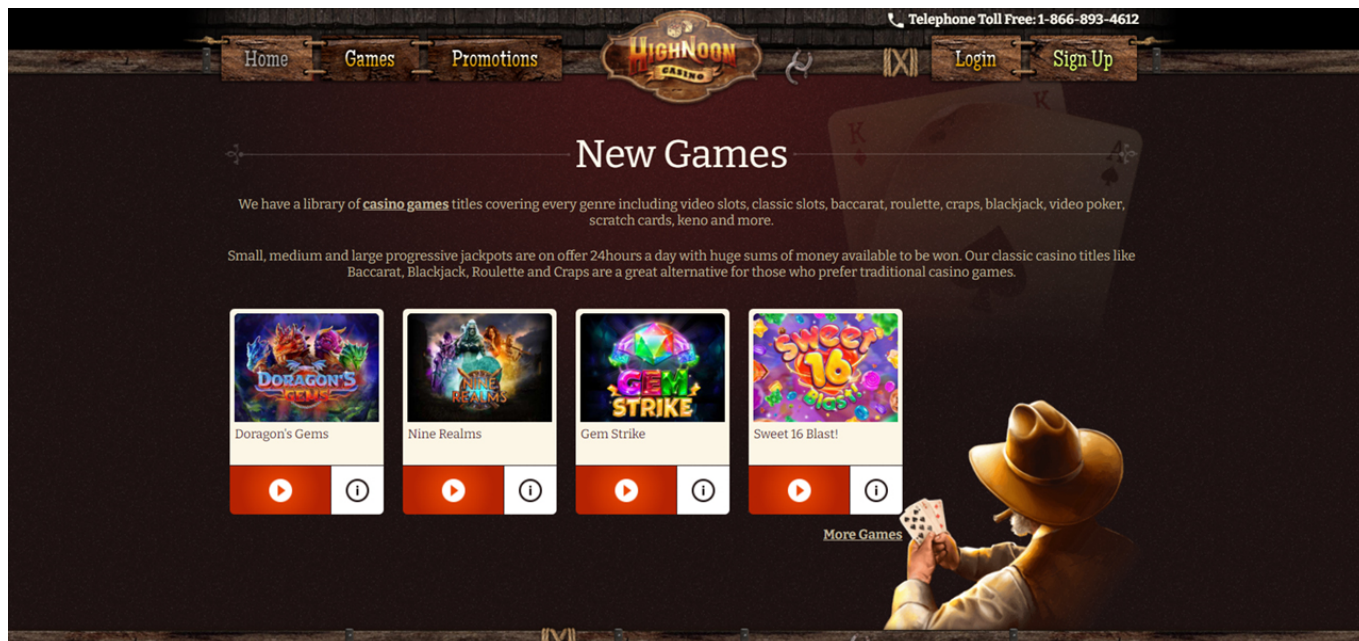 Telephone Toll Free: 1-866-893-4612
Home
Games
Promotions
HIGH NOON
CASINO
Login
Sign Up
New Games
We have a library of casino games titles covering every genre including video slots, classic slots, baccarat, roulette, craps, blackjack, video poker,
scratch cards, keno and more.
Small, medium and large progressive jackpots are on offer 24hours a day with huge sums of money available to be won. Our classic casino titles like
Baccarat, Blackjack, Roulette and Craps are a great alternative for those who prefer traditional casino games.
K
K
A
DORAGON'S
GEMS
NINE
REALMS
GEM
STRIKE
SWEET
16
BLAST!
Doragon's Gems
Nine Realms
Gem Strike
Sweet 16 Blast!
More Games